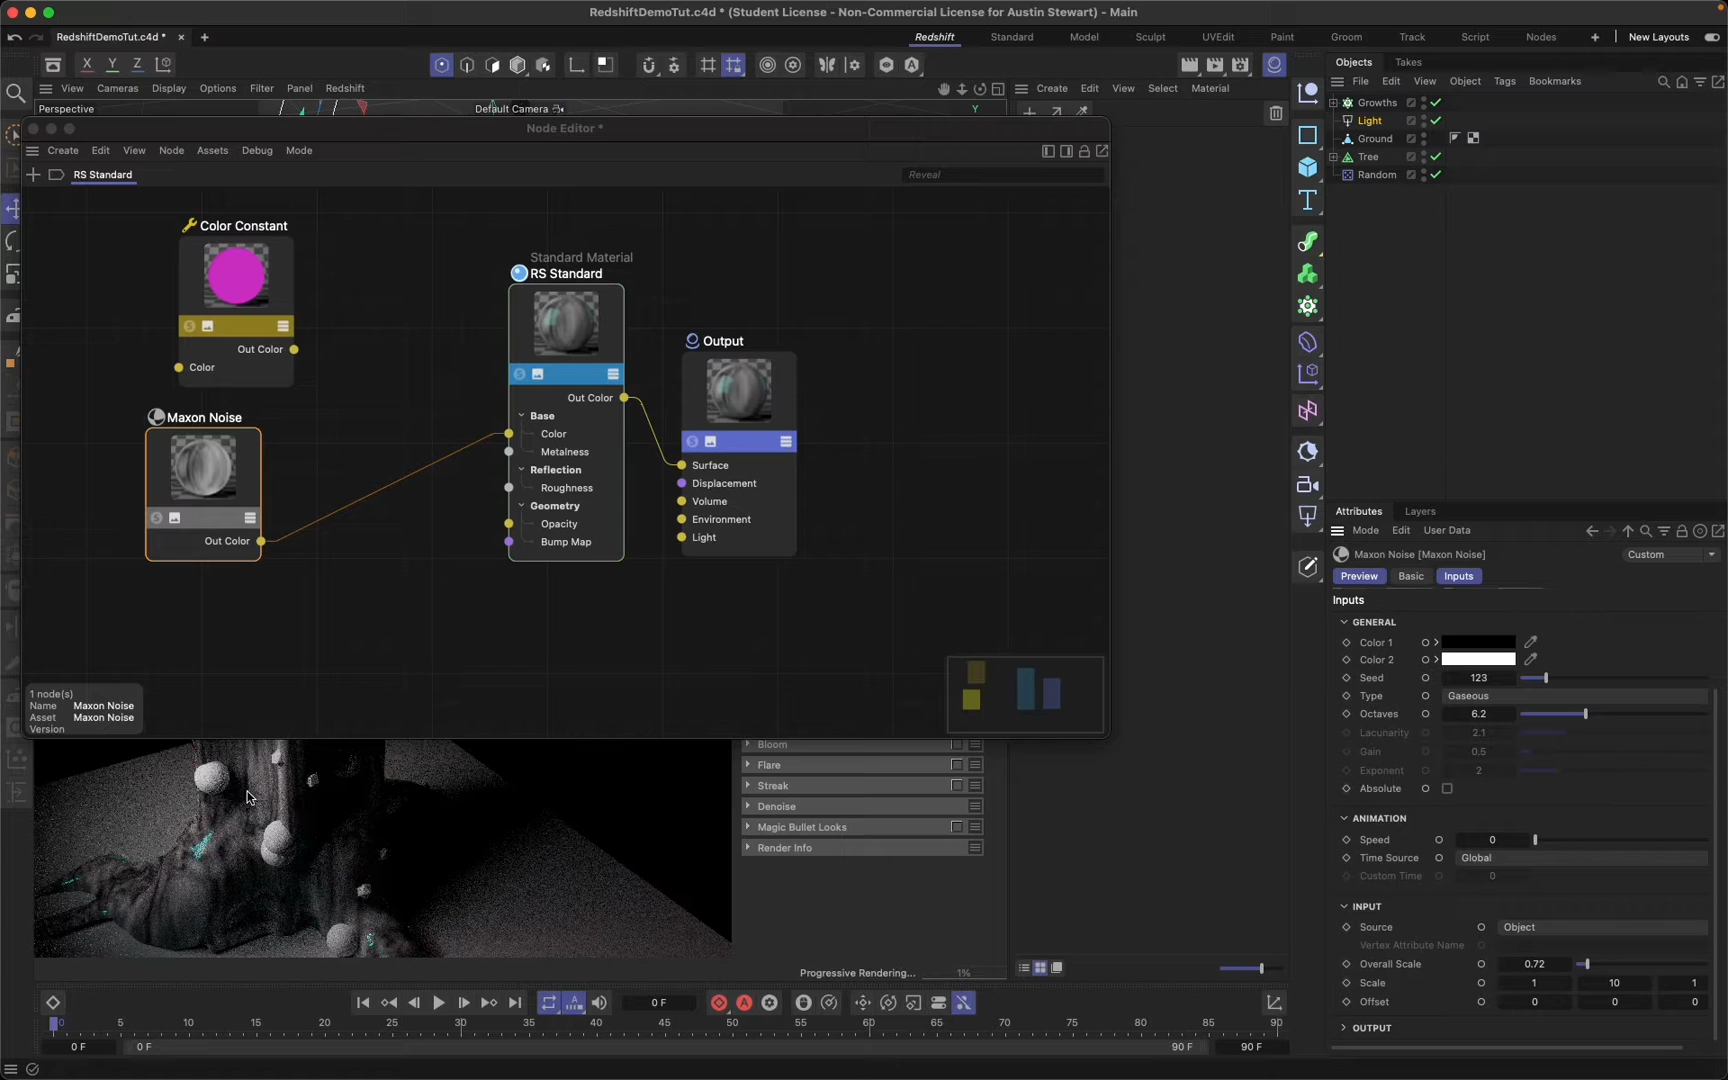 RedshiftDemoTut.c4d * (Student License - Non-Commercial License for Austin Stewart) - Main
RedshiftDemoTut.c4d *
Redshift
Standard
Model
Sculpt
UVEdit
Paint
Groom
Track
Script
Nodes
New Layouts
X
Y
Z
View
Cameras
Display
Options
Filter
Panel
Redshift
Create
Edit
View
Select
Material
Perspective
Default Camera
Y
Node Editor *
Create
Edit
View
Node
Assets
Debug
Mode
RS Standard
Reveal
Color Constant
Out Color
Color
Maxon Noise
Out Color
Standard Material
RS Standard
Out Color
Base
Color
Metalness
Reflection
Roughness
Geometry
Opacity
Bump Map
Output
Surface
Displacement
Volume
Environment
Light
1 node(s)
Name Maxon Noise
Asset Maxon Noise
Version
Bloom
Flare
Streak
Denoise
Magic Bullet Looks
Render Info
Progressive Rendering...
1%
Objects
Takes
File
Edit
View
Object
Tags
Bookmarks
Growths
Light
Ground
Tree
Random
Attributes
Layers
Mode
Edit
User Data
Maxon Noise [Maxon Noise]
Custom
Preview
Basic
Inputs
Inputs
GENERAL
Color 1
Color 2
Seed 123
Type Gaseous
Octaves 6.2
Lacunarity 2.1
Gain 0.5
Exponent 2
Absolute
ANIMATION
Speed 0
Time Source Global
Custom Time 0
INPUT
Source Object
Vertex Attribute Name
Overall Scale 0.72
Scale 1 10 1
Offset 0 0 0
OUTPUT
0 F
0 5 10 15 20 25 30 35 40 45 50 55 60 65 70 75 80 85 90
0 F
0 F
90 F
90 F